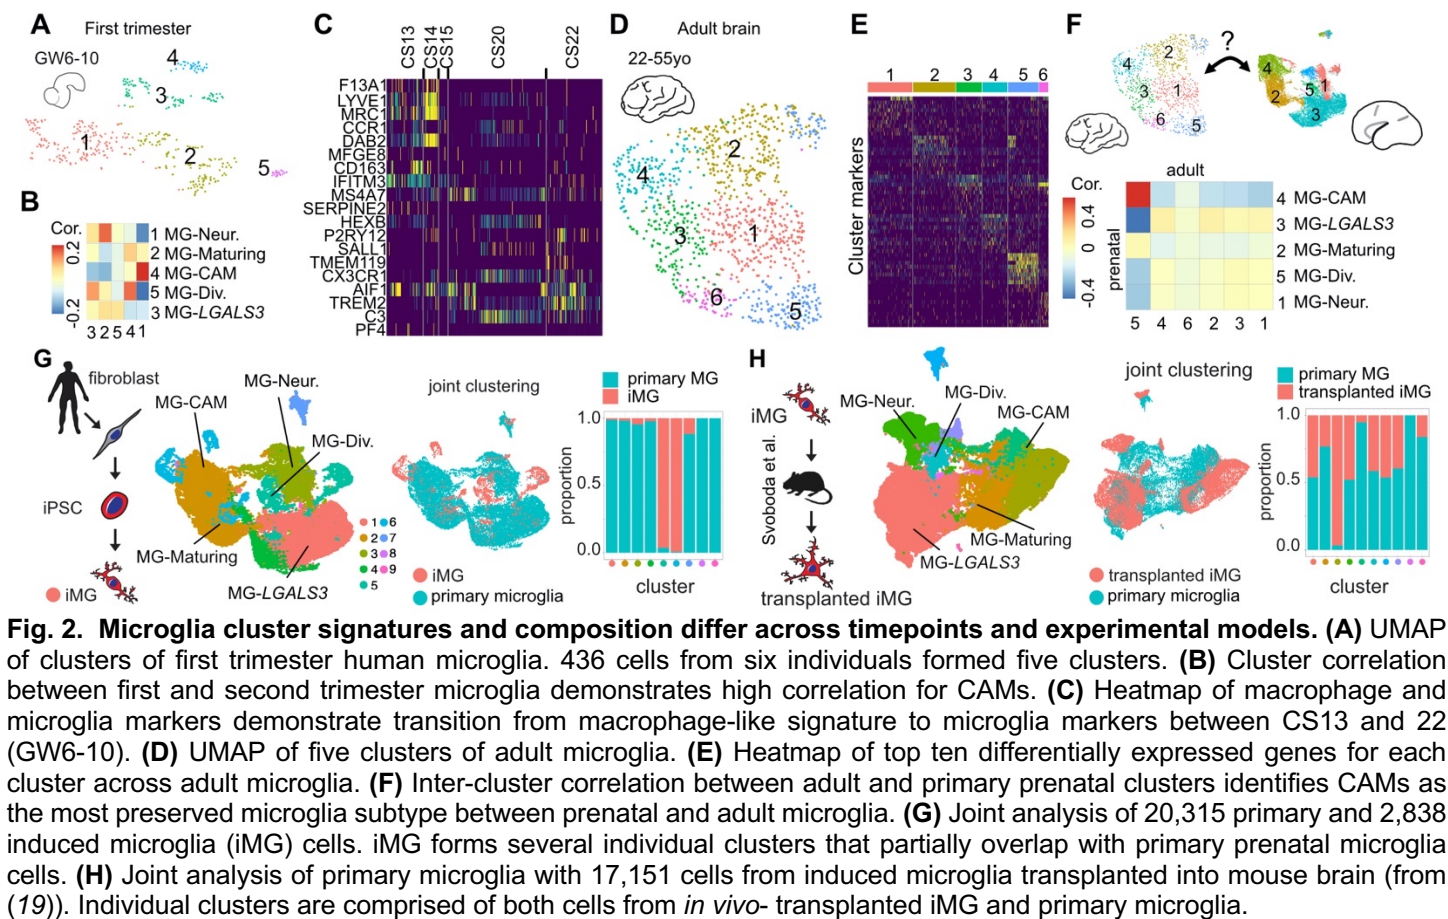 A
First trimester
GW6-10
1
2
3
4
5
B
Cor.
0.2
-0.2
1 MG-Neur.
2 MG-Maturing
4 MG-CAM
5 MG-Div.
3 MG-LGALS3
3 2 5 4 1
C
CS13
CS14
CS15
CS20
CS22
F13A1
LYVE1
MRC1
CCR1
DAB2
MFGE8
CD163
IFITM3
MS4A7
SERPINE2
HEXB
P2RY12
SALL1
TMEM119
CX3CR1
AIF1
TREM2
C3
PF4
D
Adult brain
22-55yo
1
2
3
4
5
6
E
1 2 3 4 5 6
Cluster markers
F
?
4
2
3
1
6
5
4
2
5
1
3
adult
Cor.
0.4
0
-0.4
prenatal
4 MG-CAM
3 MG-LGALS3
2 MG-Maturing
5 MG-Div.
1 MG-Neur.
5 4 6 2 3 1
G
fibroblast
iPSC
iMG
MG-CAM
MG-Neur.
MG-Div.
MG-Maturing
MG-LGALS3
1 6
2 7
3 8
4 9
5
joint clustering
iMG
primary microglia
primary MG
iMG
proportion
1.0
0.5
0.0
cluster
H
iMG
Svoboda et al.
transplanted iMG
MG-Neur.
MG-Div.
MG-CAM
MG-Maturing
MG-LGALS3
joint clustering
transplanted iMG
primary microglia
primary MG
transplanted iMG
proportion
1.0
0.5
0.0
cluster
Fig. 2. Microglia cluster signatures and composition differ across timepoints and experimental models. (A) UMAP
of clusters of first trimester human microglia. 436 cells from six individuals formed five clusters. (B) Cluster correlation
between first and second trimester microglia demonstrates high correlation for CAMs. (C) Heatmap of macrophage and
microglia markers demonstrate transition from macrophage-like signature to microglia markers between CS13 and 22
(GW6-10). (D) UMAP of five clusters of adult microglia. (E) Heatmap of top ten differentially expressed genes for each
cluster across adult microglia. (F) Inter-cluster correlation between adult and primary prenatal clusters identifies CAMs as
the most preserved microglia subtype between prenatal and adult microglia. (G) Joint analysis of 20,315 primary and 2,838
induced microglia (iMG) cells. iMG forms several individual clusters that partially overlap with primary prenatal microglia
cells. (H) Joint analysis of primary microglia with 17,151 cells from induced microglia transplanted into mouse brain (from
(19)). Individual clusters are comprised of both cells from in vivo- transplanted iMG and primary microglia.